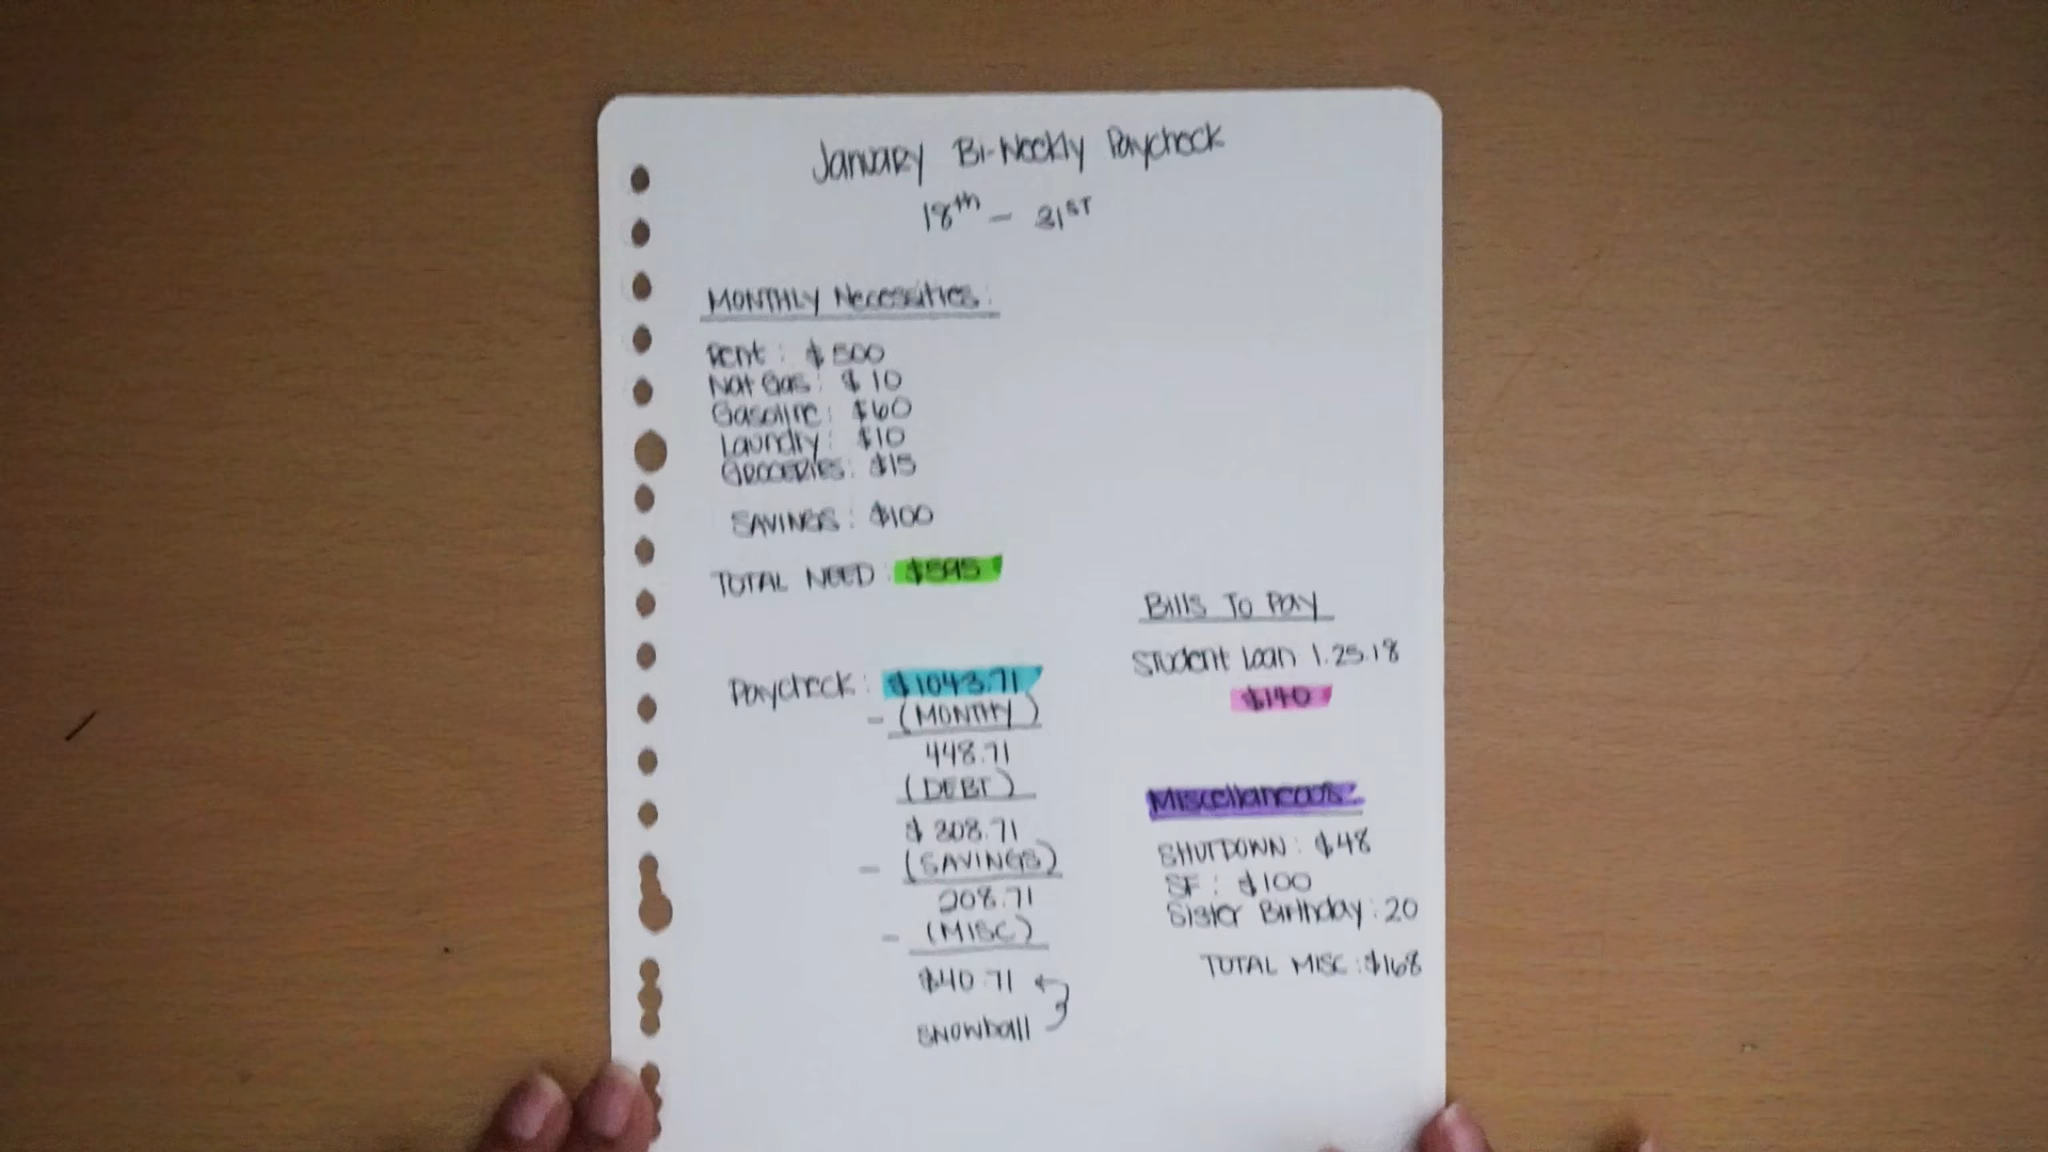 January Bi-Weekly Paycheck
18th - 31ST
MONTHLY Necessities:
Rent: $500
Nat Gas: $10
Gasoline: $60
Laundry: $10
GROCERIES: $15
SAVINGS: $100
TOTAL NEED: $595
Paycheck: $1043.71
- (MONTHY)
448.71
(DEBT)
$308.71
- (SAVINGS)
208.71
- (MISC)
$40.71
SNOWball
Bills To Pay
Student Loan 1.25.18
$140
Miscellaneous:
SHUTDOWN: $48
SF: $100
Sister Birthday: 20
TOTAL MISC: $168